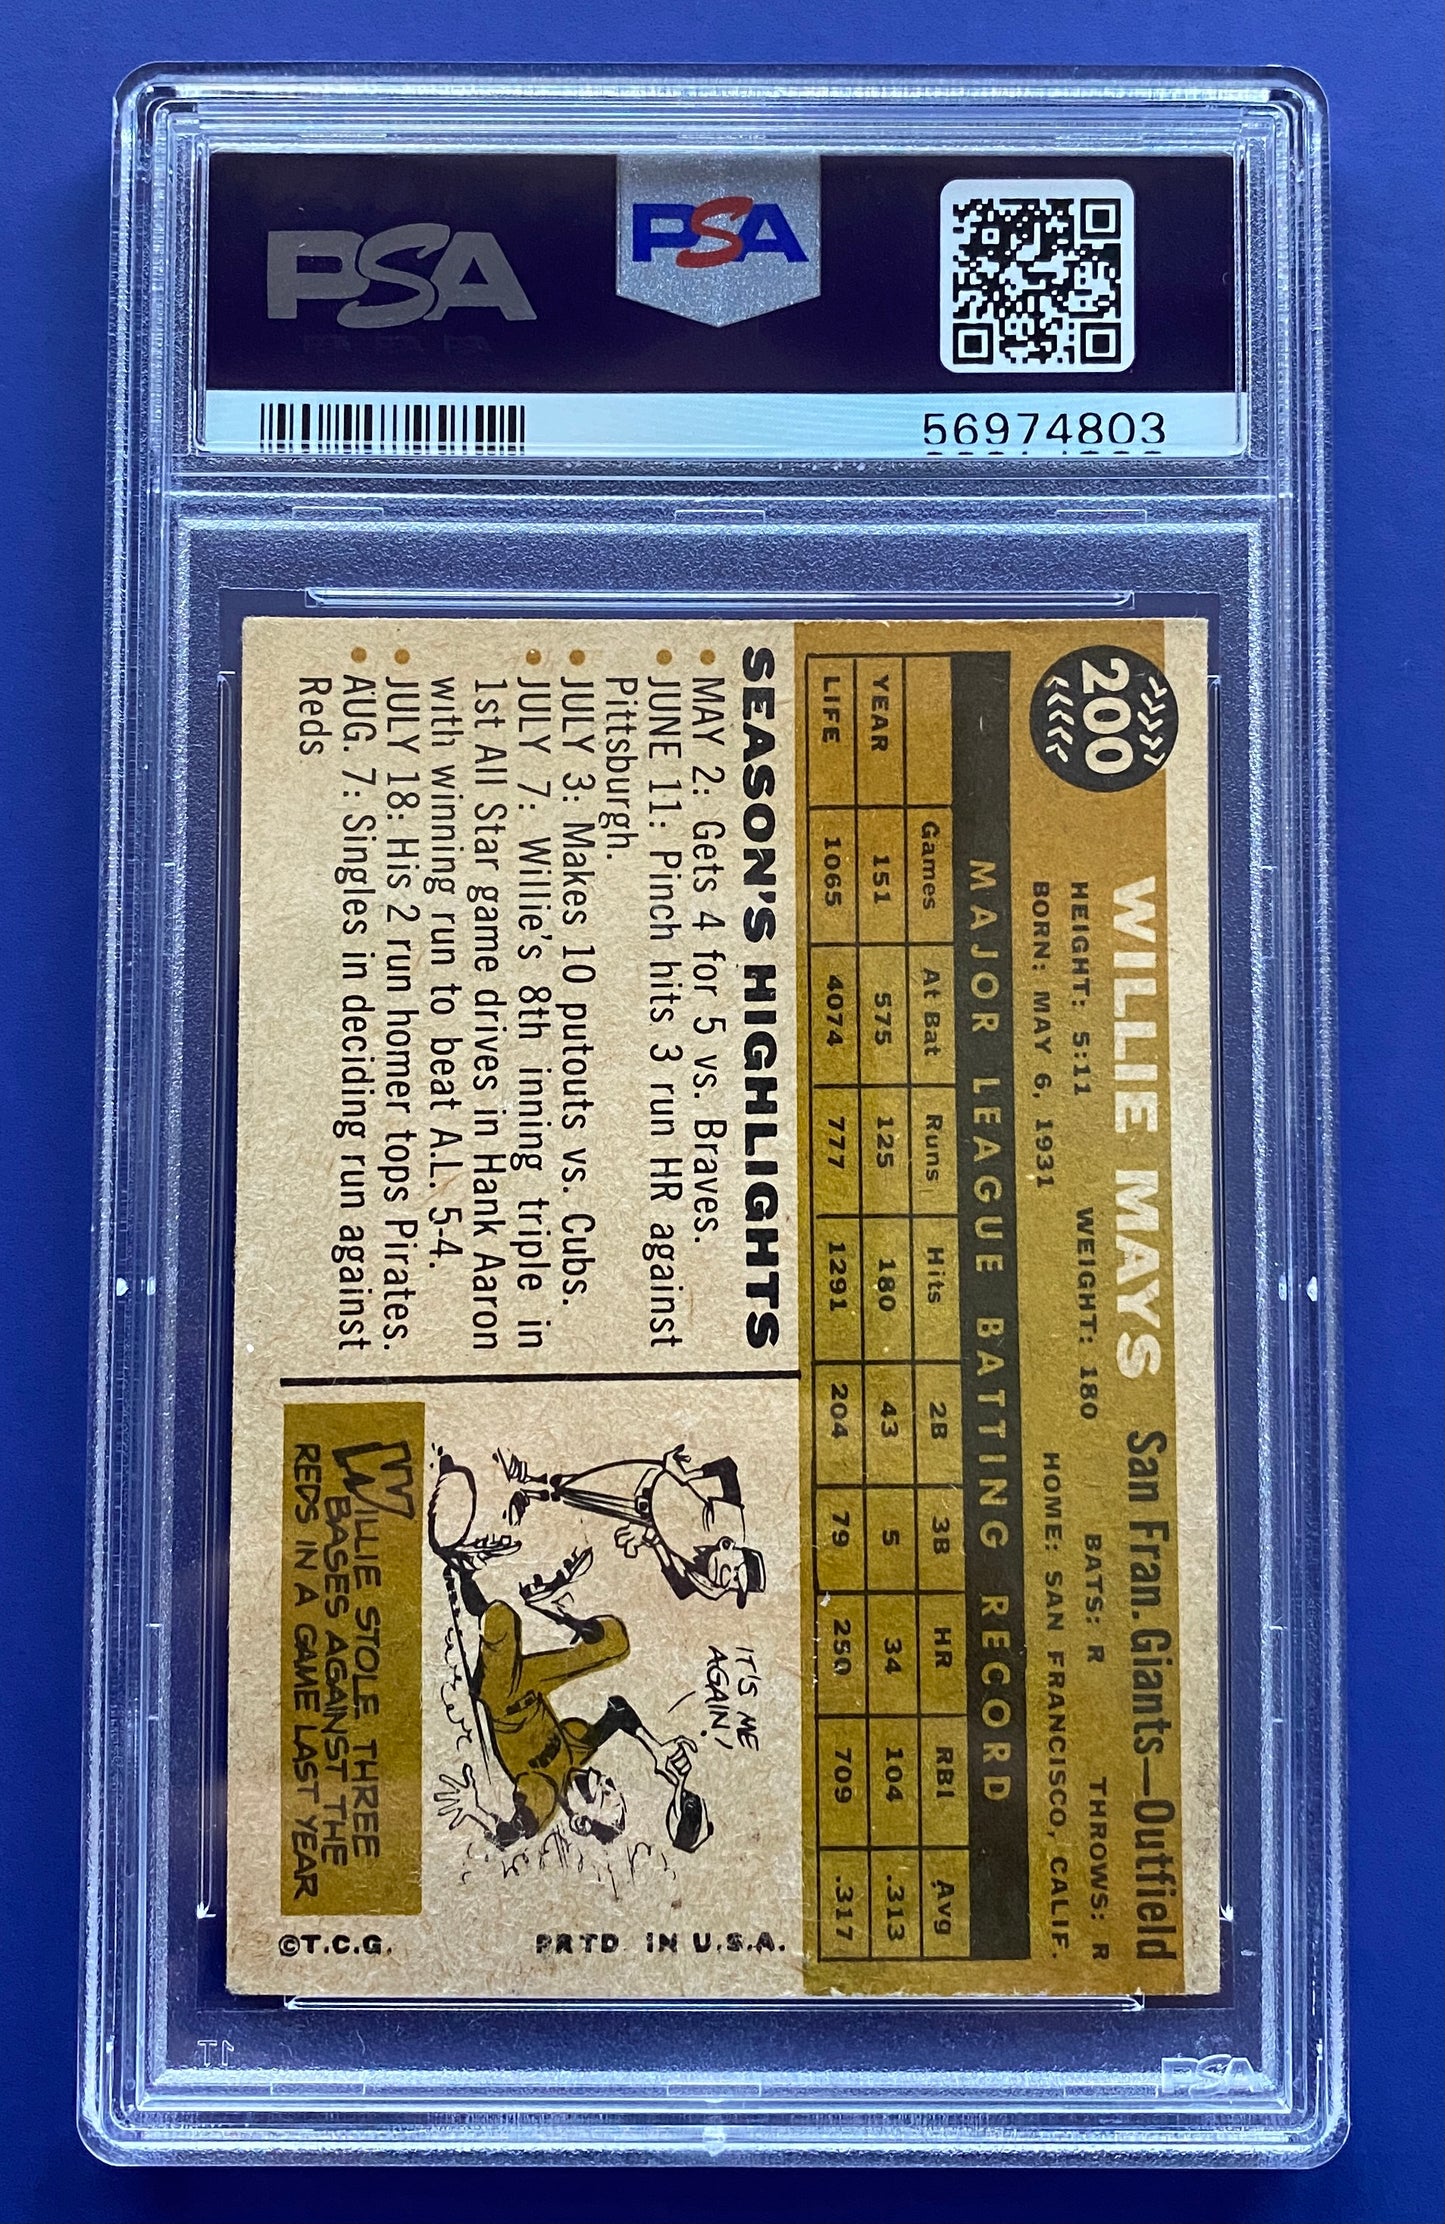 PSA
PSA
56974803
200
WILLIE MAYS San Fran. Giants—Outfield
HEIGHT: 5:11 WEIGHT: 180 BATS: R THROWS: R
BORN: MAY 6, 1931 HOME: SAN FRANCISCO, CALIF.
MAJOR LEAGUE BATTING RECORD
Games At Bat Runs Hits 2B 3B HR RBI Avg
YEAR 151 575 125 180 43 5 34 104 .313
LIFE 1065 4074 777 1291 204 79 250 709 .317
SEASON'S HIGHLIGHTS
• MAY 2: Gets 4 for 5 vs. Braves.
• JUNE 11: Pinch hits 3 run HR against
Pittsburgh.
• JULY 3: Makes 10 putouts vs. Cubs.
• JULY 7: Willie's 8th inning triple in
1st All Star game drives in Hank Aaron
with winning run to beat A.L. 5-4.
• JULY 18: His 2 run homer tops Pirates.
• AUG. 7: Singles in deciding run against
Reds
IT'S ME
AGAIN!
WILLIE STOLE THREE
BASES AGAINST THE
REDS IN A GAME LAST YEAR
©T.C.G. PRTD. IN U.S.A.
1T
PSA